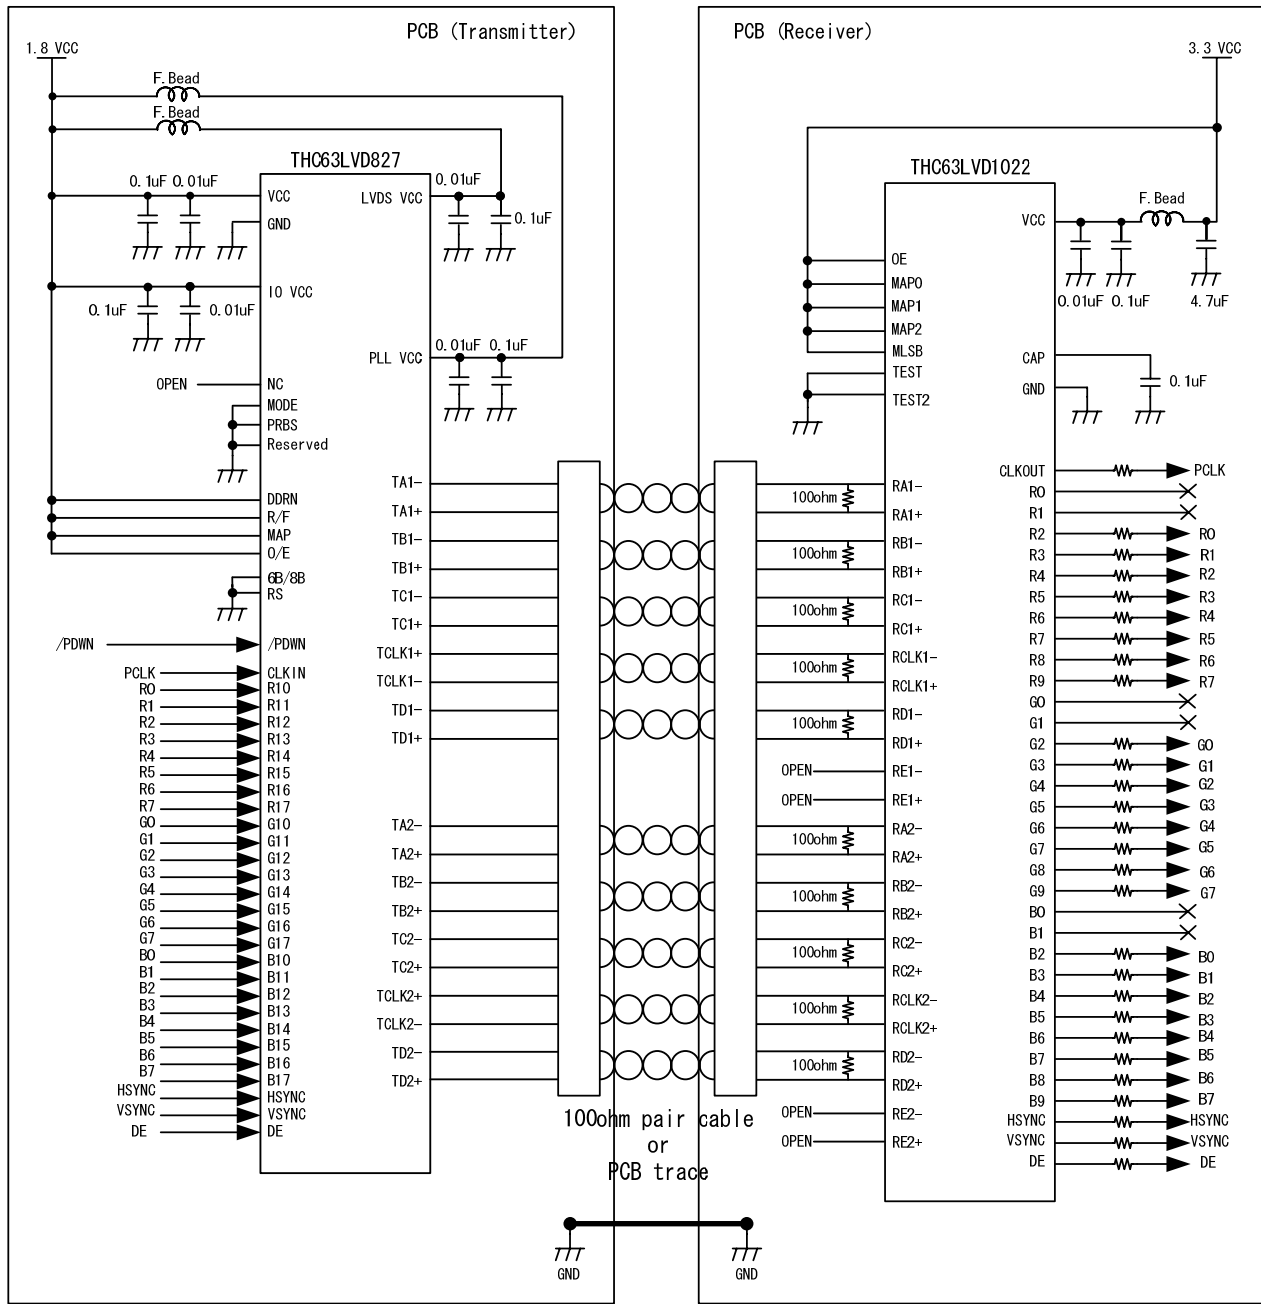 PCB (Transmitter)
1.8 VCC
F.Bead
F.Bead
THC63LVD827
0.1uF 0.01uF
VCC
GND
LVDS VCC
0.01uF
0.1uF
IO VCC
0.1uF
0.01uF
PLL VCC
0.01uF 0.1uF
OPEN
NC
MODE
PRBS
Reserved
DDRN
R/F
MAP
O/E
6B/8B
RS
/PDWN
/PDWN
PCLK
CLKIN
R0
R10
R1
R11
R2
R12
R3
R13
R4
R14
R5
R15
R6
R16
R7
R17
G0
G10
G1
G11
G2
G12
G3
G13
G4
G14
G5
G15
G6
G16
G7
G17
B0
B10
B1
B11
B2
B12
B3
B13
B4
B14
B5
B15
B6
B16
B7
B17
HSYNC
HSYNC
VSYNC
VSYNC
DE
DE
TA1-
TA1+
TB1-
TB1+
TC1-
TC1+
TCLK1+
TCLK1-
TD1-
TD1+
TA2-
TA2+
TB2-
TB2+
TC2-
TC2+
TCLK2+
TCLK2-
TD2-
TD2+
100ohm pair cable
or
PCB trace
GND
GND
PCB (Receiver)
3.3 VCC
THC63LVD1022
VCC
F.Bead
0.01uF 0.1uF
4.7uF
OE
MAP0
MAP1
MAP2
MLSB
TEST
TEST2
CAP
0.1uF
GND
100ohm
RA1-
RA1+
100ohm
RB1-
RB1+
100ohm
RC1-
RC1+
100ohm
RCLK1-
RCLK1+
100ohm
RD1-
RD1+
OPEN
RE1-
OPEN
RE1+
100ohm
RA2-
RA2+
100ohm
RB2-
RB2+
100ohm
RC2-
RC2+
100ohm
RCLK2-
RCLK2+
100ohm
RD2-
RD2+
OPEN
RE2-
OPEN
RE2+
CLKOUT
PCLK
R0
R1
R2
R0
R3
R1
R4
R2
R5
R3
R6
R4
R7
R5
R8
R6
R9
R7
G0
G1
G2
G0
G3
G1
G4
G2
G5
G3
G6
G4
G7
G5
G8
G6
G9
G7
B0
B1
B2
B0
B3
B1
B4
B2
B5
B3
B6
B4
B7
B5
B8
B6
B9
B7
HSYNC
HSYNC
VSYNC
VSYNC
DE
DE